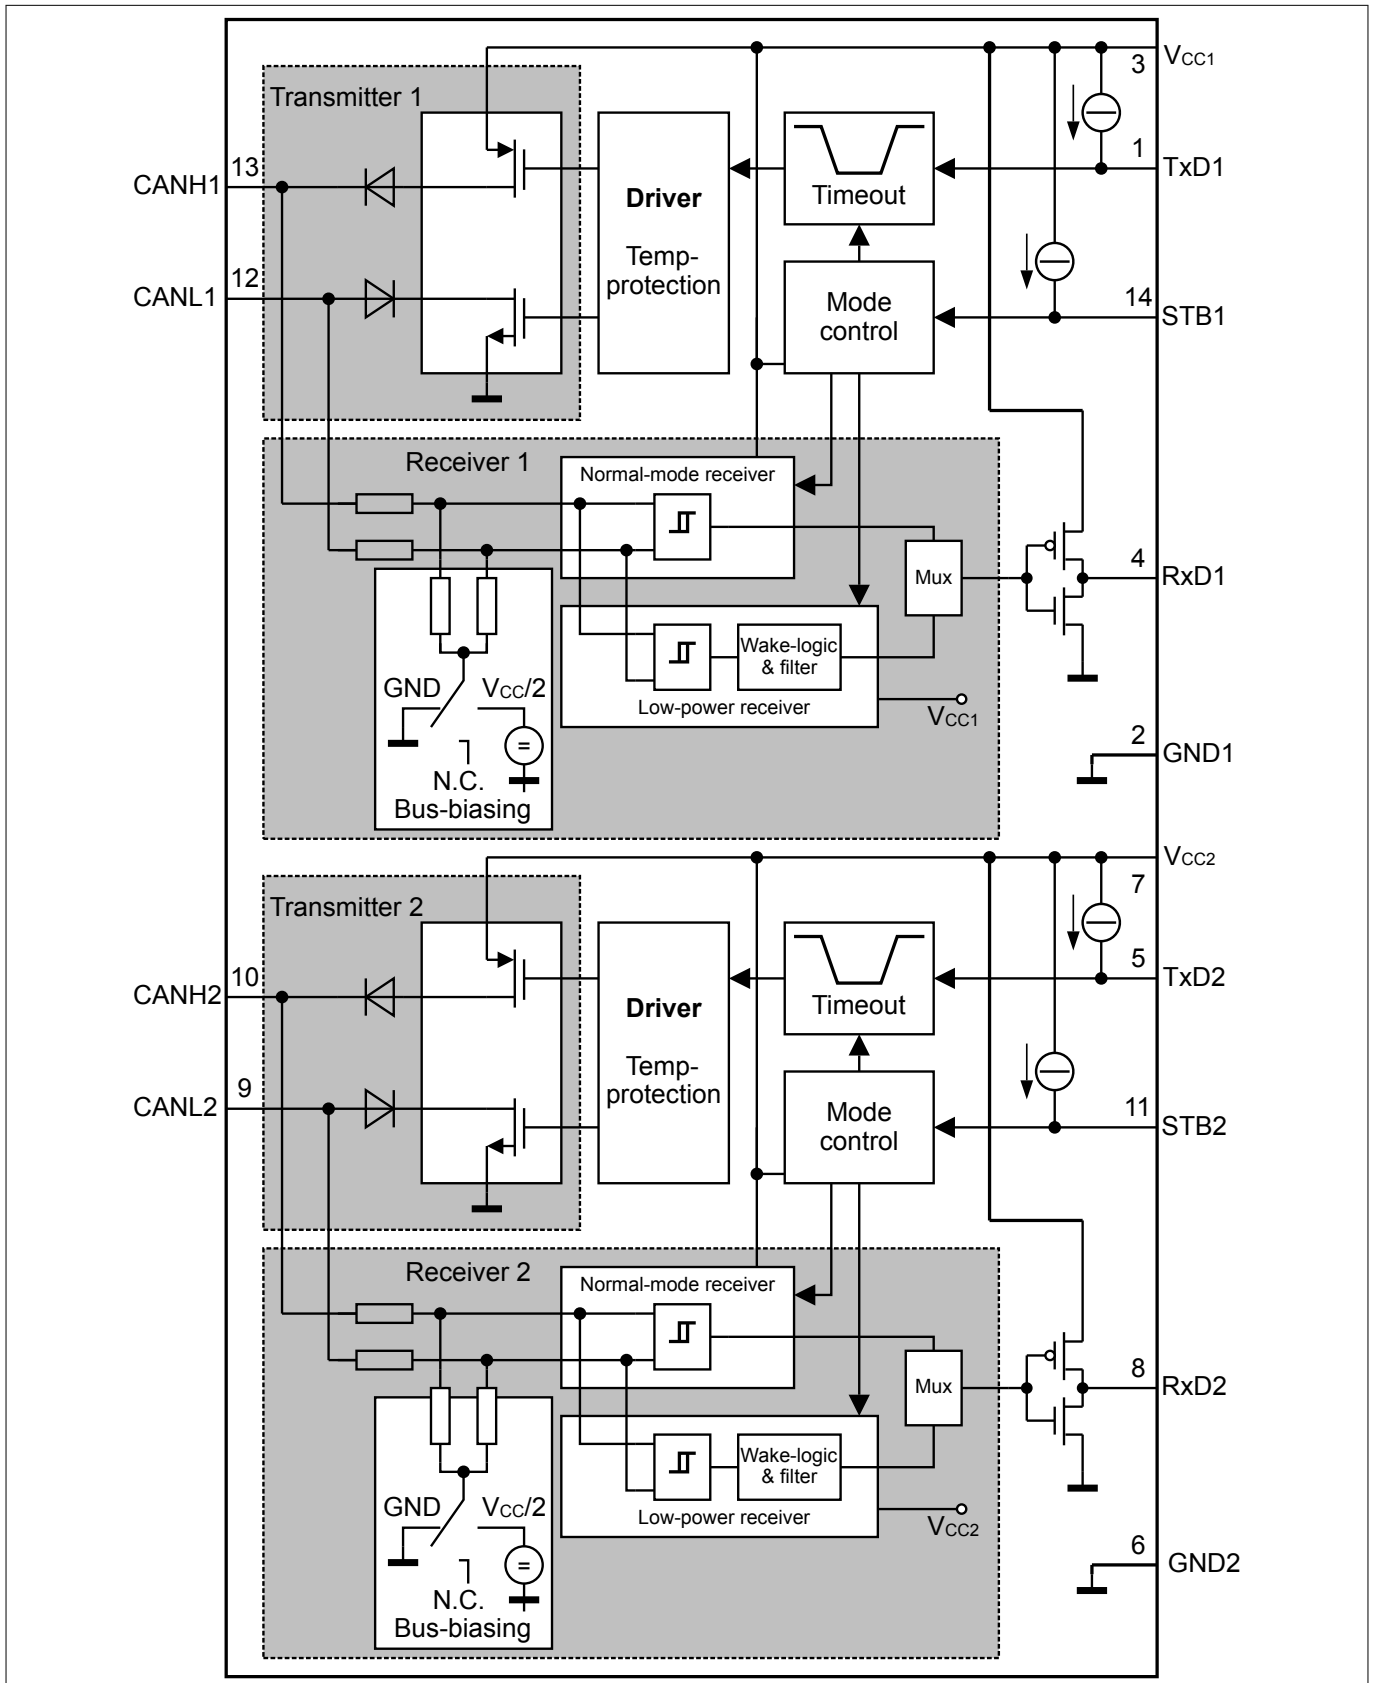 VCC1
3
Transmitter 1
13
CANH1
Driver
Temp-
protection
Timeout
1
TxD1
12
CANL1
Mode
control
14
STB1
Receiver 1
Normal-mode receiver
Mux
4
RxD1
Wake-logic
& filter
Low-power receiver
VCC1
GND
VCC/2
=
N.C.
Bus-biasing
2
GND1
VCC2
7
Transmitter 2
10
CANH2
Driver
Temp-
protection
Timeout
5
TxD2
9
CANL2
Mode
control
11
STB2
Receiver 2
Normal-mode receiver
Mux
8
RxD2
Wake-logic
& filter
Low-power receiver
VCC2
GND
VCC/2
=
N.C.
Bus-biasing
6
GND2